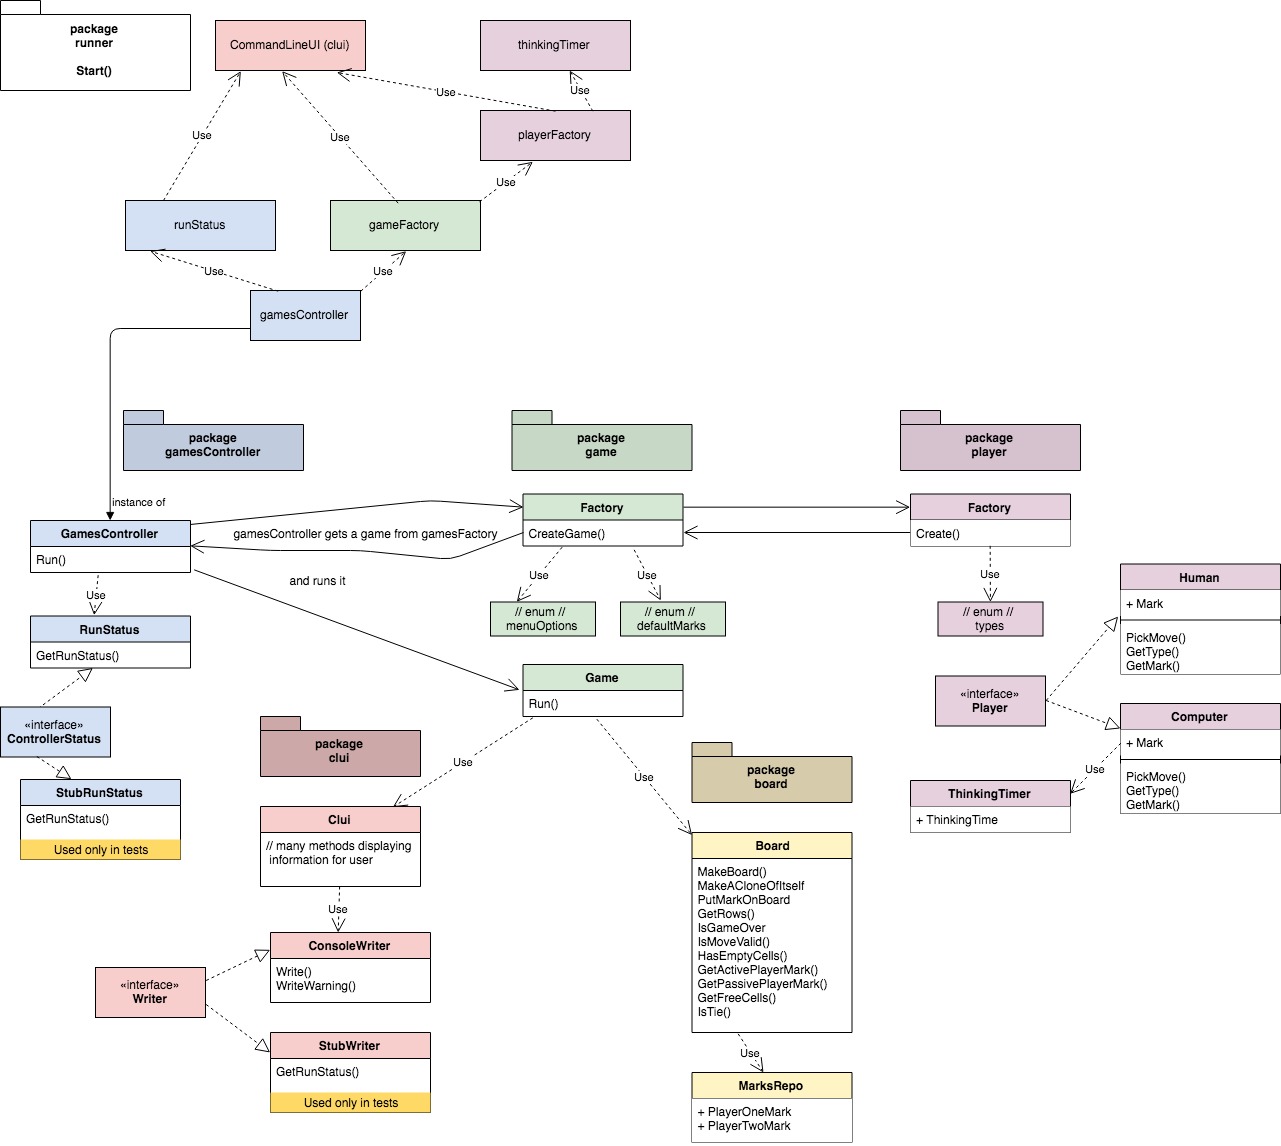 package
runner
Start()
CommandLineUI (clui)
thinkingTimer
Use
Use
playerFactory
Use
Use
Use
runStatus
gameFactory
Use
Use
gamesController
package
gamesController
package
game
package
player
instance of
GamesController
Run()
gamesController gets a game from gamesFactory
Factory
CreateGame()
Factory
Create()
and runs it
Use
Use
Use
Use
RunStatus
GetRunStatus()
// enum //
menuOptions
// enum //
defaultMarks
// enum //
types
Human
+ Mark
PickMove()
GetType()
GetMark()
«interface»
Player
Game
Run()
«interface»
ControllerStatus
StubRunStatus
GetRunStatus()
Used only in tests
package
clui
Use
Use
package
board
Computer
+ Mark
PickMove()
GetType()
GetMark()
Use
ThinkingTimer
+ ThinkingTime
Clui
// many methods displaying
information for user
Use
Board
MakeBoard()
MakeACloneOfItself
PutMarkOnBoard
GetRows()
IsGameOver
IsMoveValid()
HasEmptyCells()
GetActivePlayerMark()
GetPassivePlayerMark()
GetFreeCells()
IsTie()
ConsoleWriter
Write()
WriteWarning()
«interface»
Writer
StubWriter
GetRunStatus()
Used only in tests
Use
MarksRepo
+ PlayerOneMark
+ PlayerTwoMark